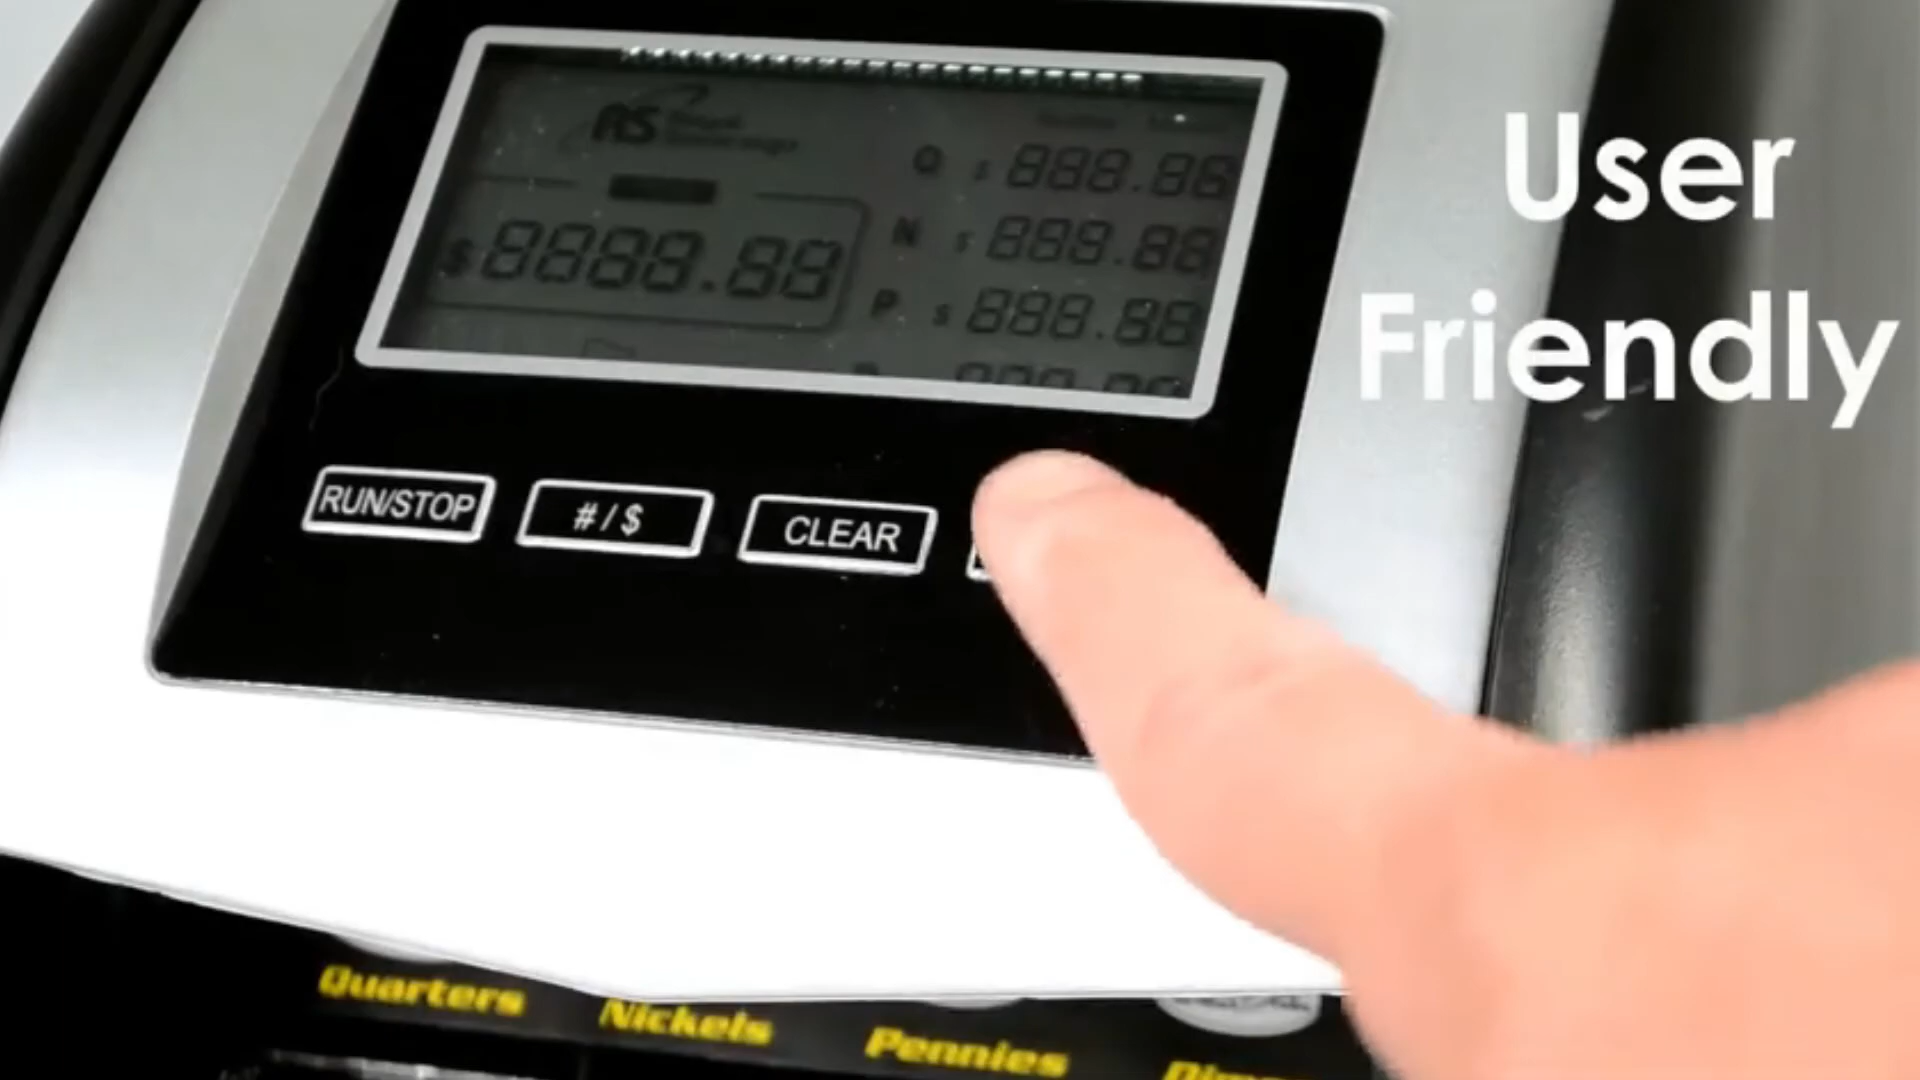 User
Friendly
RS
Q $ 888.88
N $ 888.88
$ 8888.88
P $ 888.88
RUN/STOP
# / $
CLEAR
Quarters
Nickels
Pennies